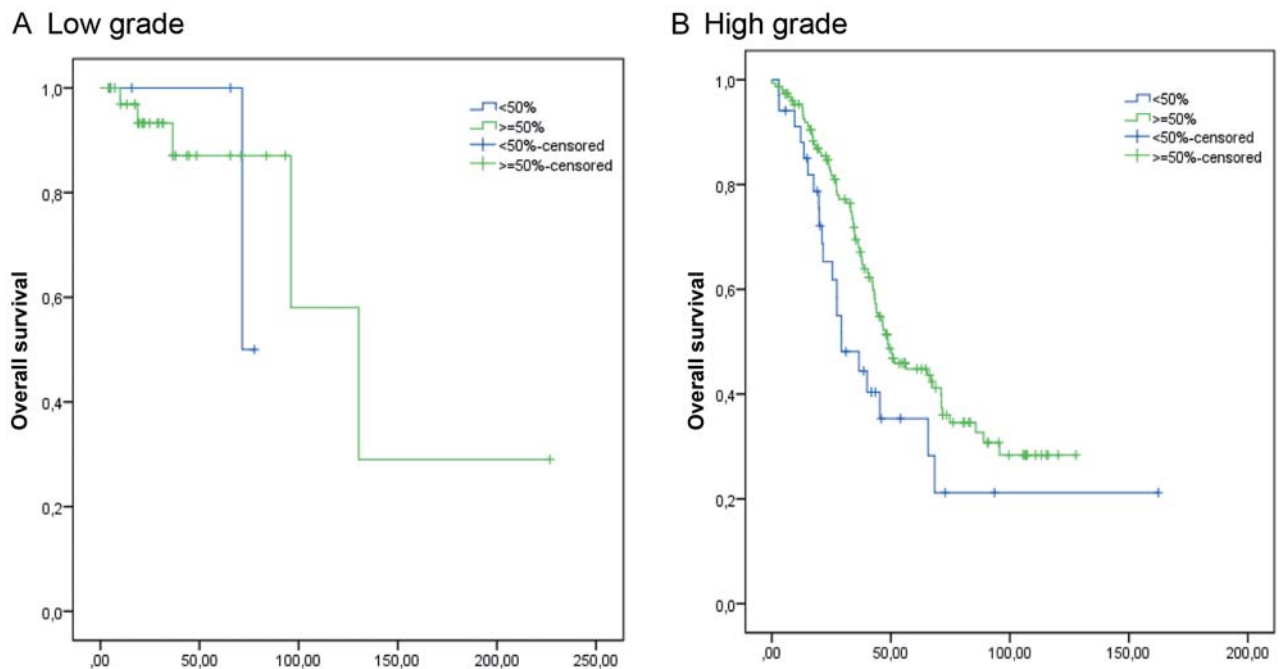 A Low grade
1,0
0,8
0,6
0,4
0,2
0,0
Overall survival
<50%
>=50%
<50%-censored
>=50%-censored
,00 50,00 100,00 150,00 200,00 250,00
B High grade
1,0
0,8
0,6
0,4
0,2
0,0
Overall survival
<50%
>=50%
<50%-censored
>=50%-censored
,00 50,00 100,00 150,00 200,00